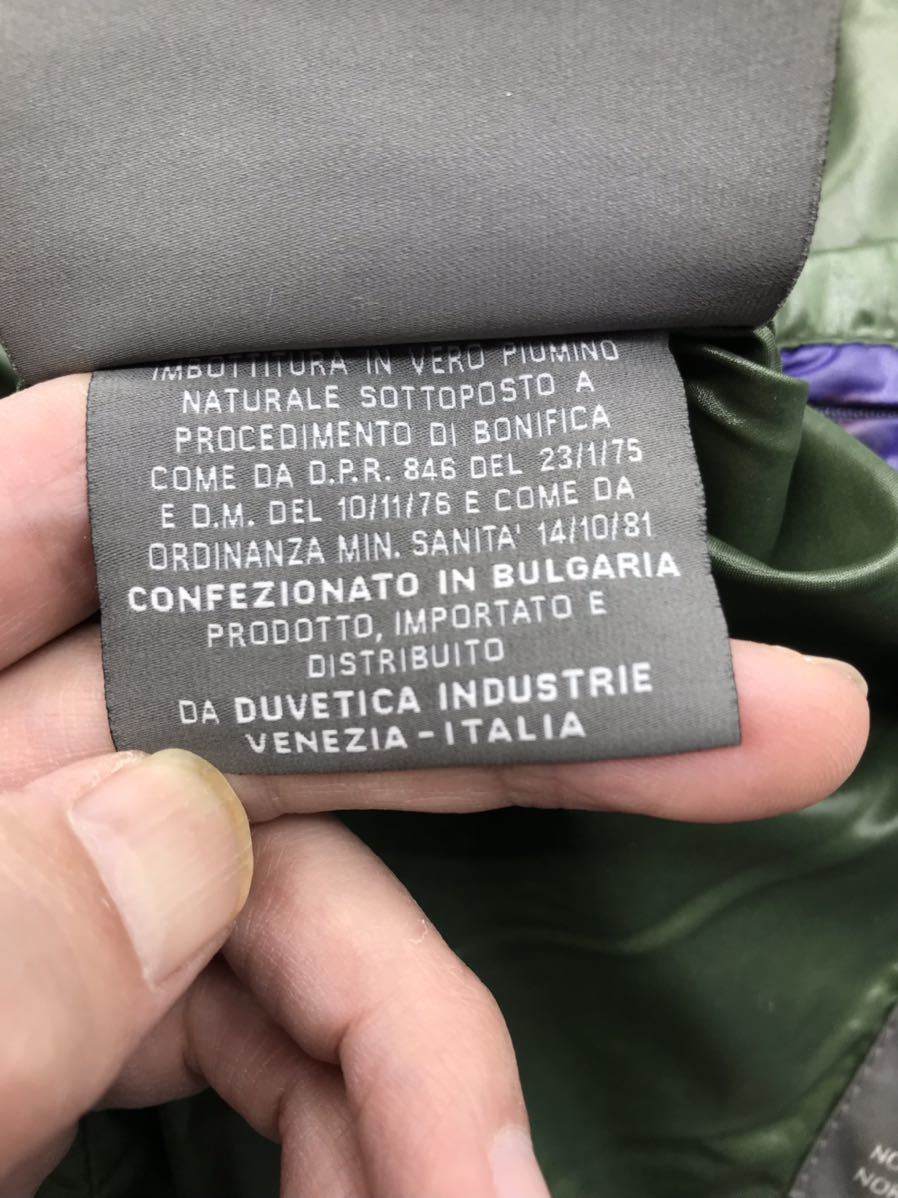 IMBOTTITURA IN VERO PIUMINO
NATURALE SOTTOPOSTO A
PROCEDIMENTO DI BONIFICA
COME DA D.P.R. 846 DEL 23/1/75
E D.M. DEL 10/11/76 E COME DA
ORDINANZA MIN. SANITA' 14/10/81
CONFEZIONATO IN BULGARIA
PRODOTTO, IMPORTATO E
DISTRIBUITO
DA DUVETICA INDUSTRIE
VENEZIA-ITALIA